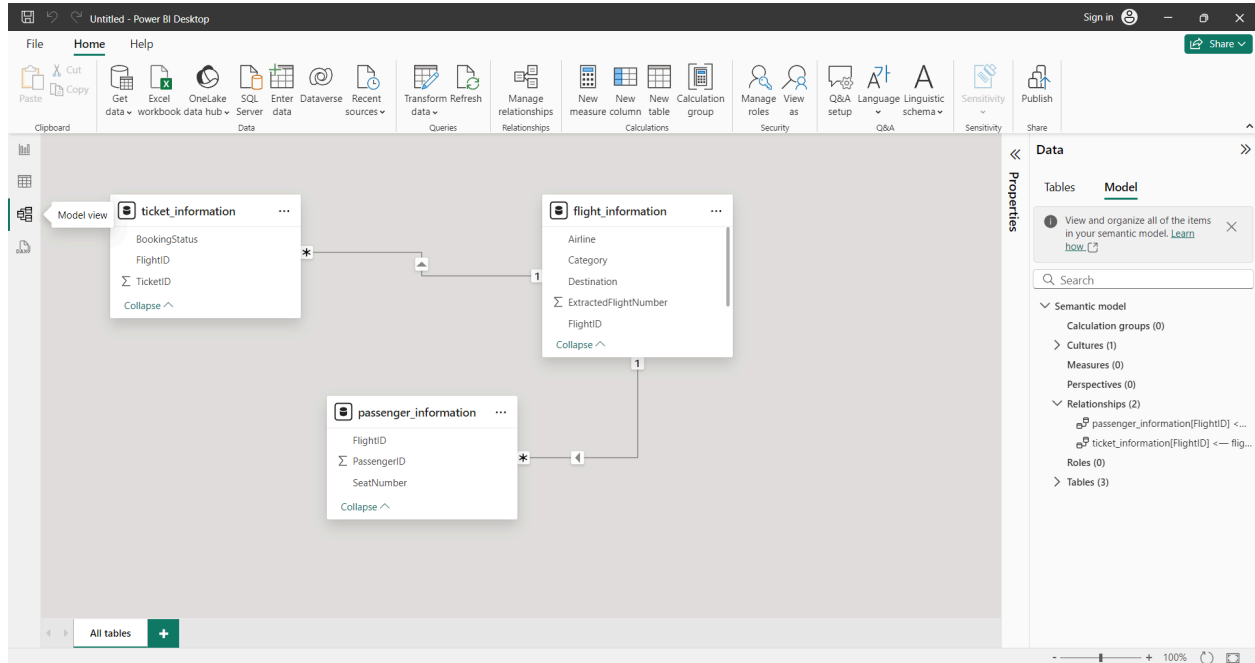 Untitled - Power BI Desktop
Sign in
File Home Help
Share
Paste
Cut
Copy
Clipboard
Get data
Excel workbook
OneLake data hub
SQL Server
Enter data
Dataverse
Recent sources
Data
Transform data
Refresh
Queries
Manage relationships
Relationships
New measure
New column
New table
Calculation group
Calculations
Manage roles
View as
Security
Q&A setup
Language
Linguistic schema
Q&A
Sensitivity
Sensitivity
Publish
Share
Model view
ticket_information
BookingStatus
FlightID
TicketID
Collapse
*
1
flight_information
Airline
Category
Destination
ExtractedFlightNumber
FlightID
Collapse
1
*
passenger_information
FlightID
PassengerID
SeatNumber
Collapse
Properties
Data
Tables Model
View and organize all of the items
in your semantic model. Learn
how
Search
Semantic model
Calculation groups (0)
Cultures (1)
Measures (0)
Perspectives (0)
Relationships (2)
passenger_information[FlightID] <...
ticket_information[FlightID] <— flig...
Roles (0)
Tables (3)
All tables
+
- + 100%